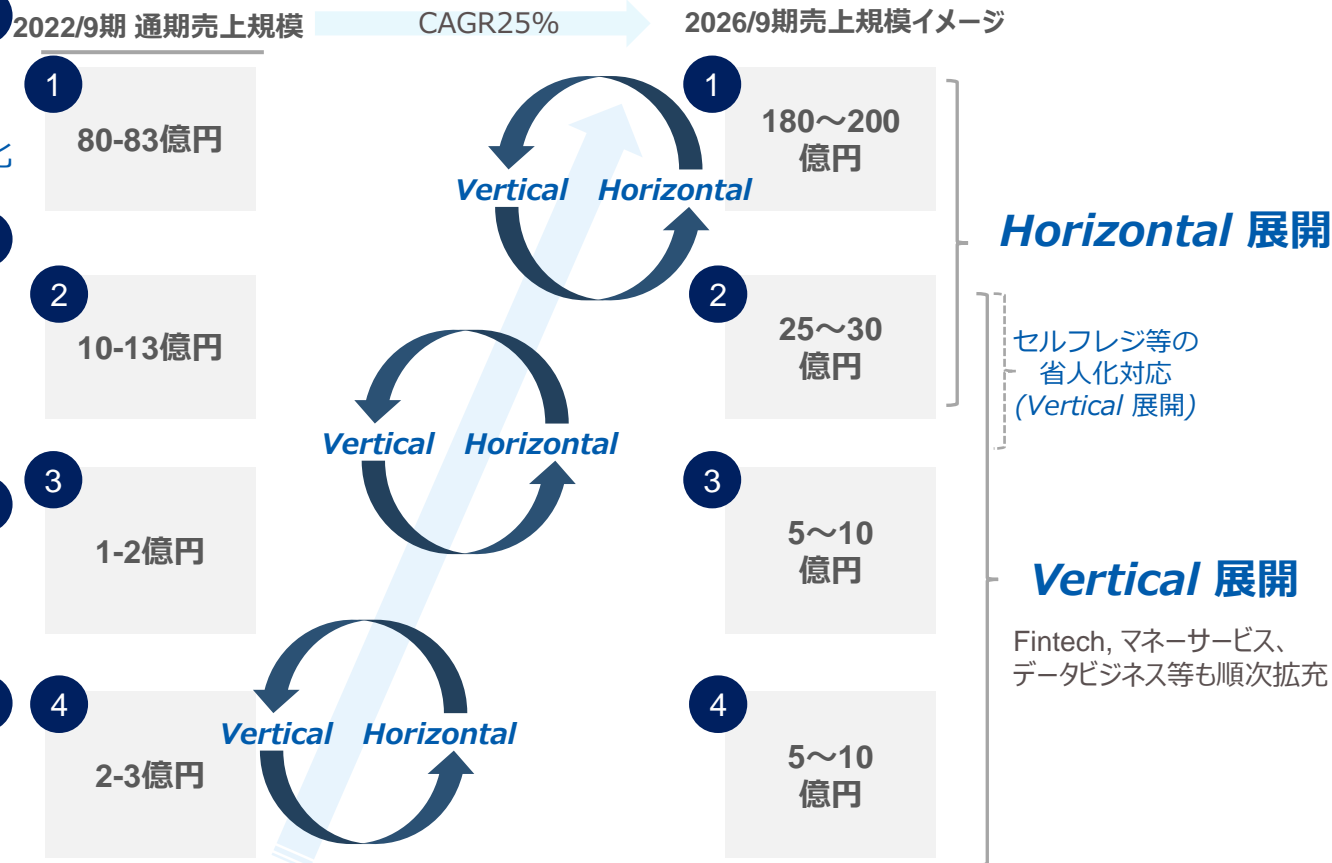 2022/9期 通期売上規模
CAGR25%
2026/9期売上規模イメージ
1
80-83億円
化
2
10-13億円
3
1-2億円
4
2-3億円
Vertical Horizontal
Vertical Horizontal
Vertical Horizontal
1
180～200
億円
2
25～30
億円
3
5～10
億円
4
5～10
億円
Horizontal 展開
セルフレジ等の
省人化対応
(Vertical 展開)
Vertical 展開
Fintech, マネーサービス、
データビジネス等も順次拡充